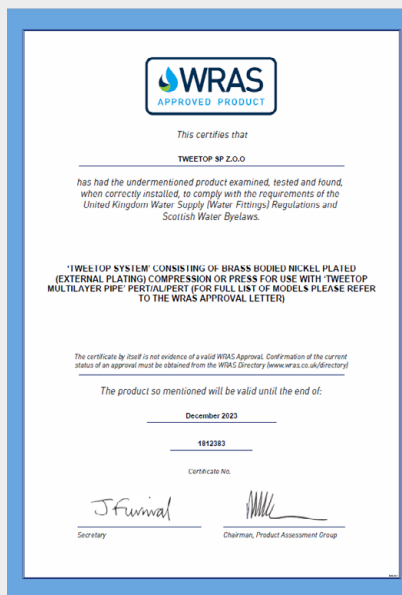 WRAS
APPROVED PRODUCT
This certifies that
TWEETOP SP Z.O.O
has had the undermentioned product examined, tested and found,
when correctly installed, to comply with the requirements of the
United Kingdom Water Supply (Water Fittings) Regulations and
Scottish Water Byelaws.
'TWEETOP SYSTEM' CONSISTING OF BRASS BODIED NICKEL PLATED
(EXTERNAL PLATING) COMPRESSION OR PRESS FOR USE WITH 'TWEETOP
MULTILAYER PIPE' PERT/AL/PERT (FOR FULL LIST OF MODELS PLEASE REFER
TO THE WRAS APPROVAL LETTER)
The certificate by itself is not evidence of a valid WRAS Approval. Confirmation of the current
status of an approval must be obtained from the WRAS Directory (www.wras.co.uk/directory)
The product so mentioned will be valid until the end of:
December 2023
1812383
Certificate No.
J Furnival
Secretary
Chairman, Product Assessment Group